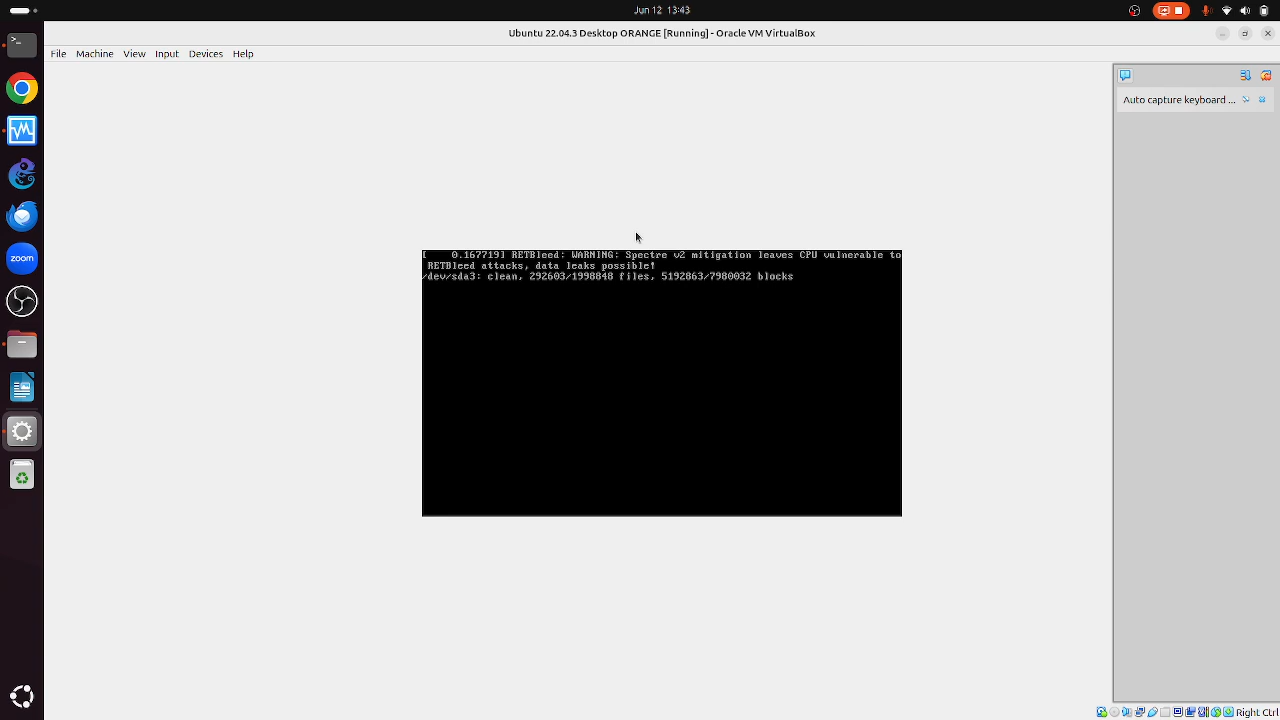 Jun 12 13:43
Ubuntu 22.04.3 Desktop ORANGE [Running] - Oracle VM VirtualBox
File Machine View Input Devices Help
Auto capture keyboard ...
[    0.167719] RETBleed: WARNING: Spectre v2 mitigation leaves CPU vulnerable to
RETBleed attacks, data leaks possible!
/dev/sda3: clean, 292603/1998848 files, 5192863/7980032 blocks
zoom
Right Ctrl